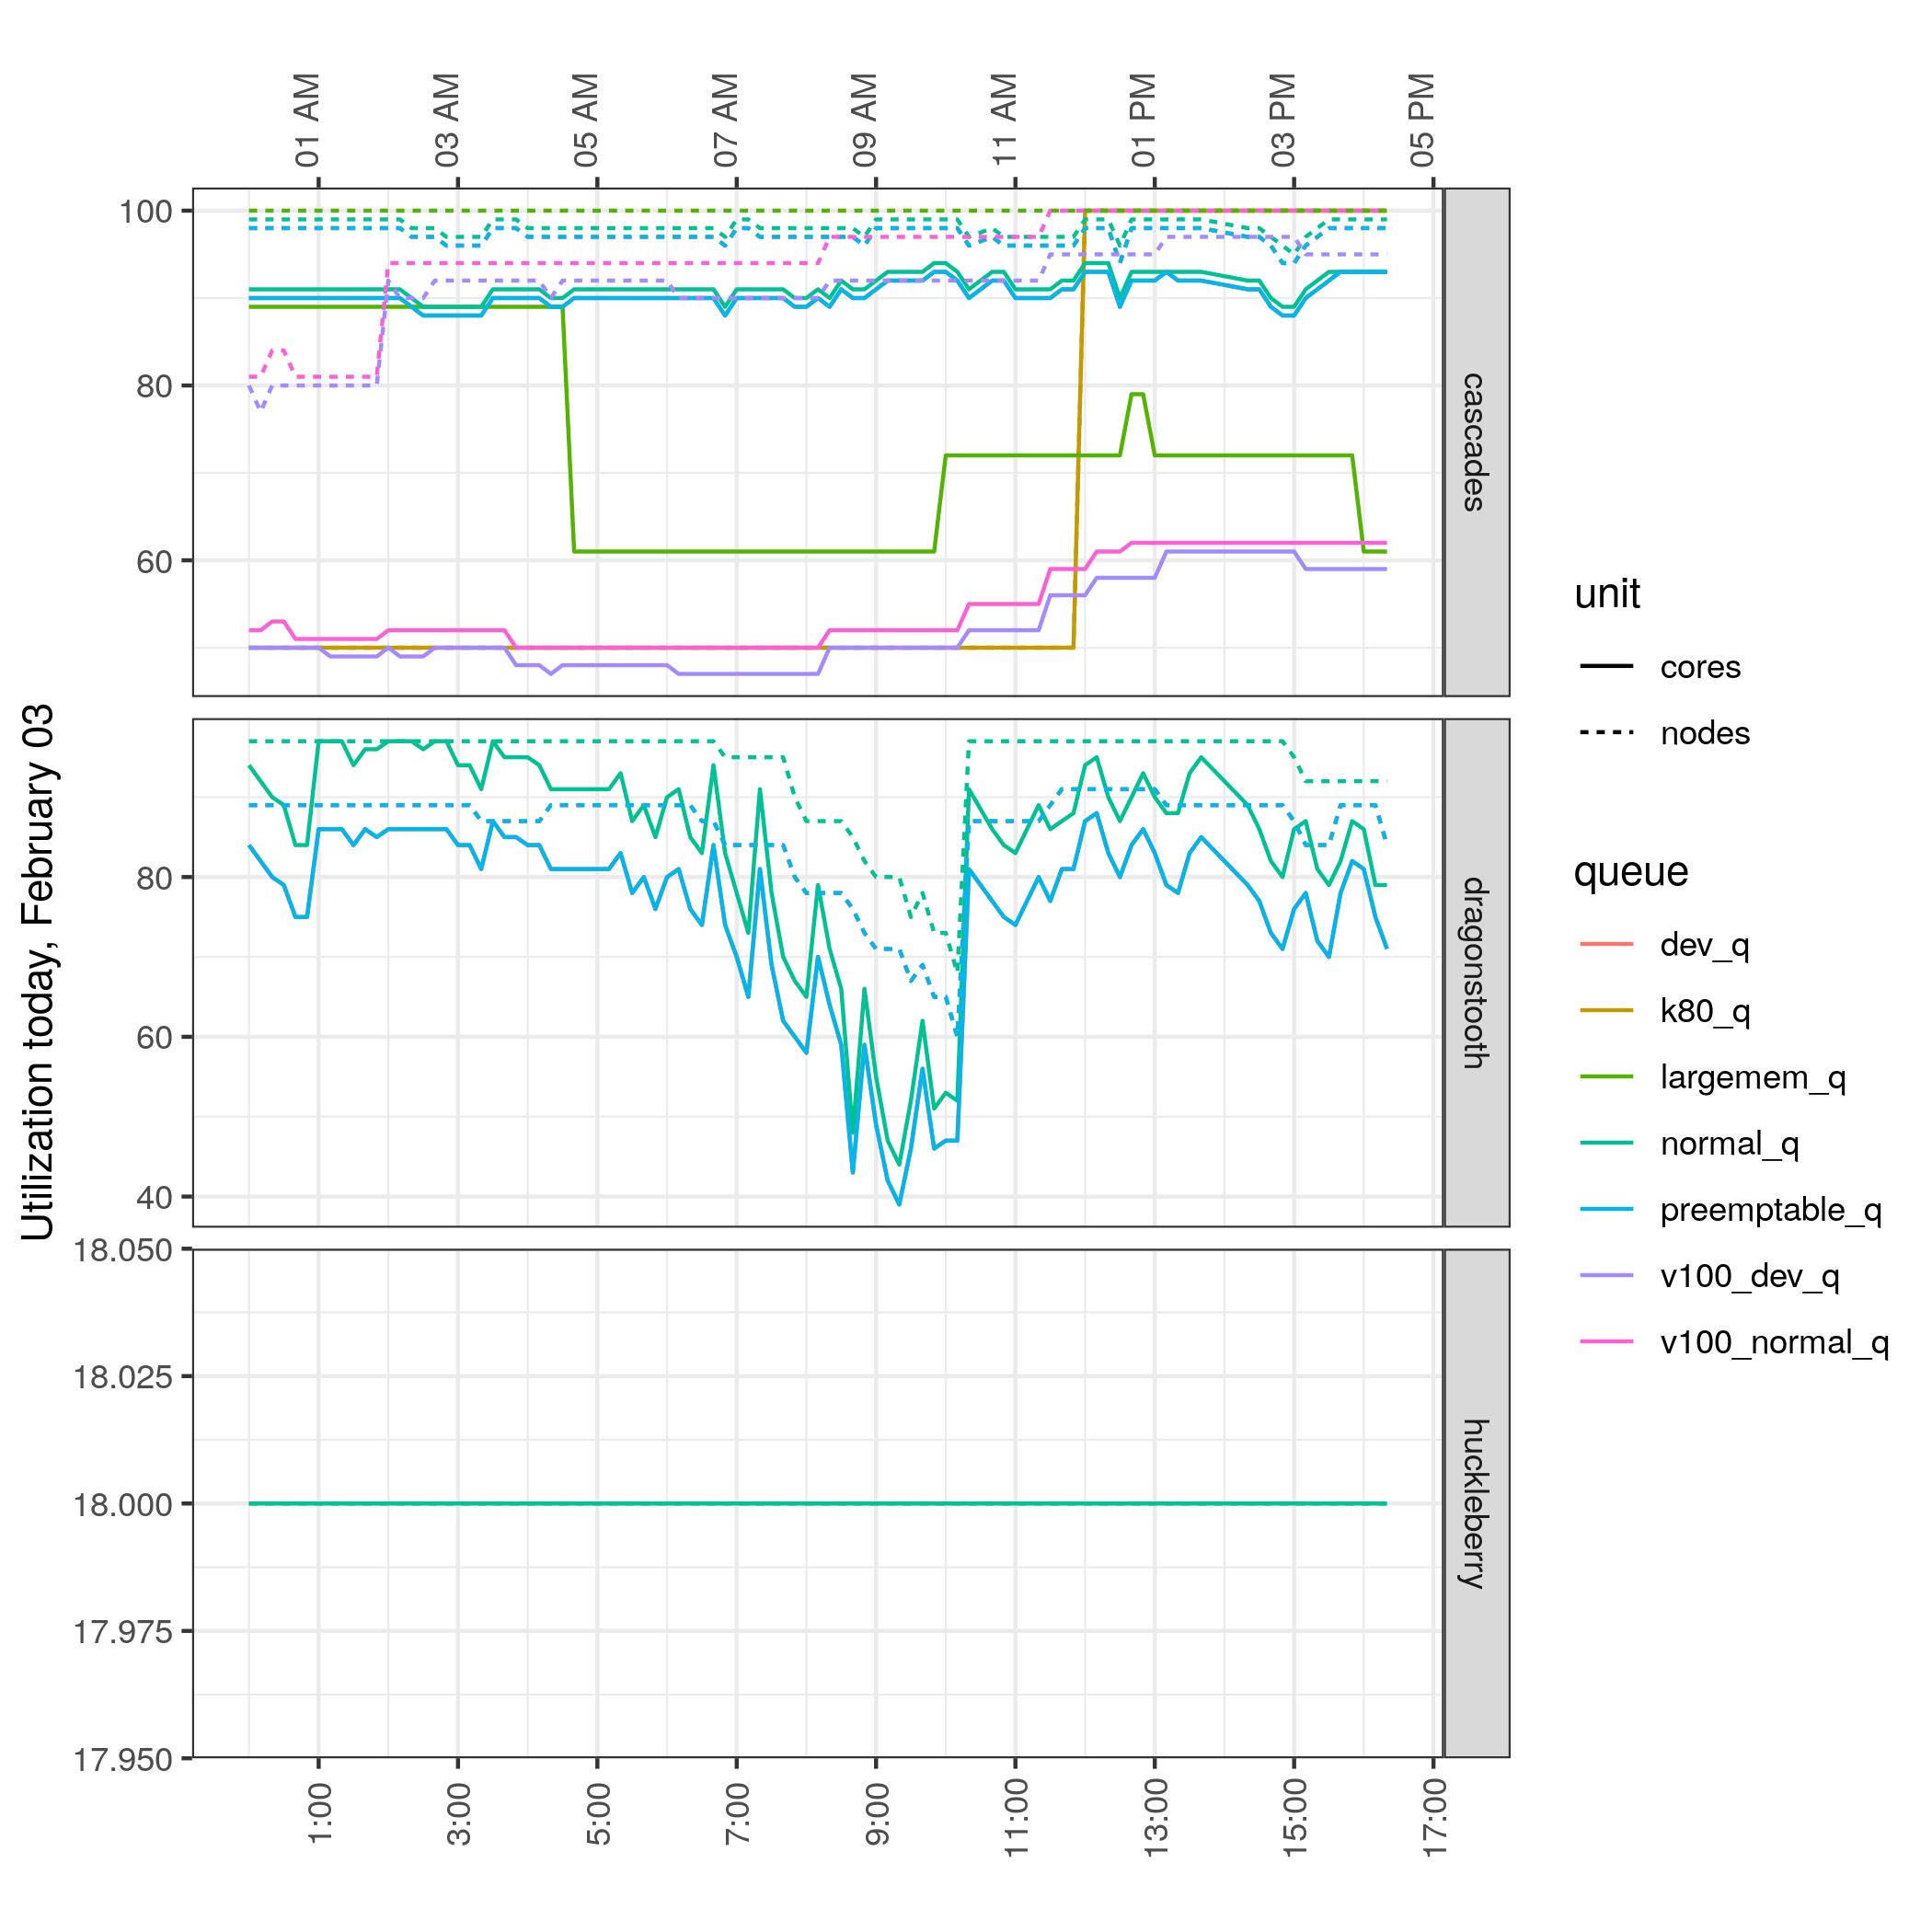 01 AM
03 AM
05 AM
07 AM
09 AM
11 AM
01 PM
03 PM
05 PM
Utilization today, February 03
100
80
60
cascades
80
60
40
dragonstooth
18.050
18.025
18.000
17.975
17.950
huckleberry
1:00
3:00
5:00
7:00
9:00
11:00
13:00
15:00
17:00
unit
cores
nodes
queue
dev_q
k80_q
largemem_q
normal_q
preemptable_q
v100_dev_q
v100_normal_q